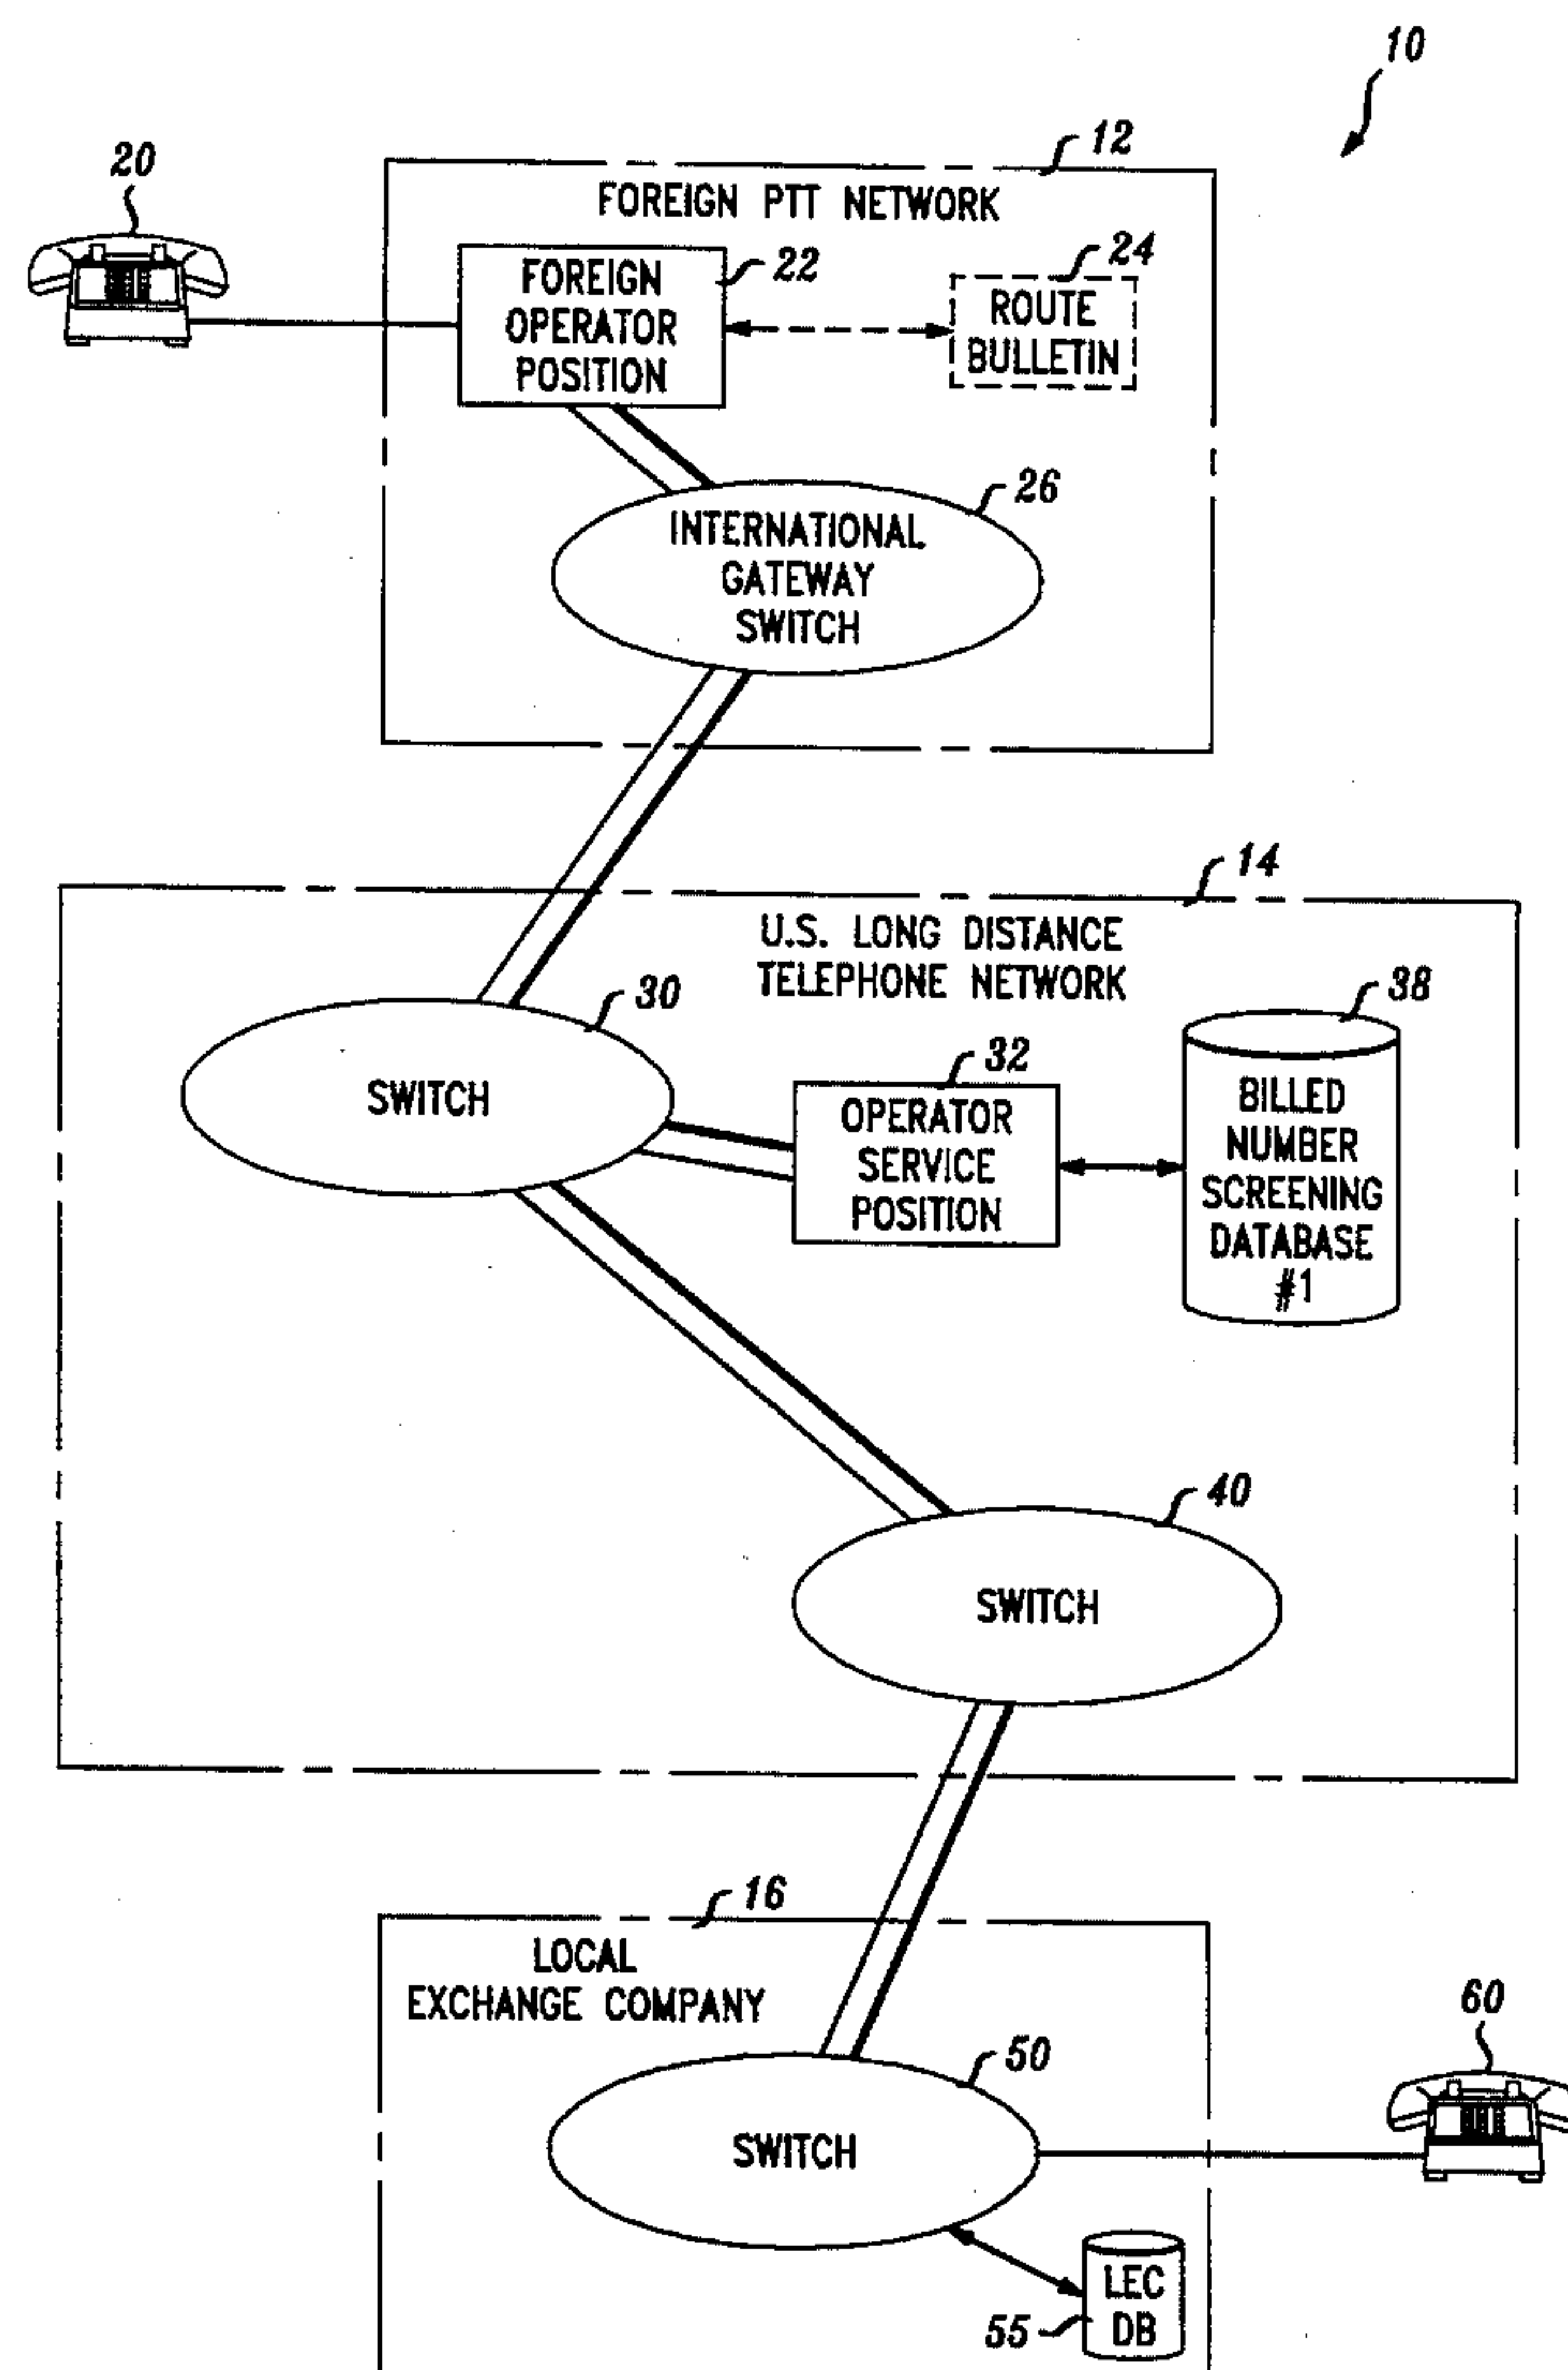 10
12
20
FOREIGN PTT NETWORK
22
24
FOREIGN
OPERATOR
POSITION
ROUTE
BULLETIN
26
INTERNATIONAL
GATEWAY
SWITCH
14
U.S. LONG DISTANCE
TELEPHONE NETWORK
30
38
32
SWITCH
OPERATOR
SERVICE
POSITION
BILLED
NUMBER
SCREENING
DATABASE
#1
40
SWITCH
16
LOCAL
EXCHANGE COMPANY
60
50
SWITCH
LEC
DB
55